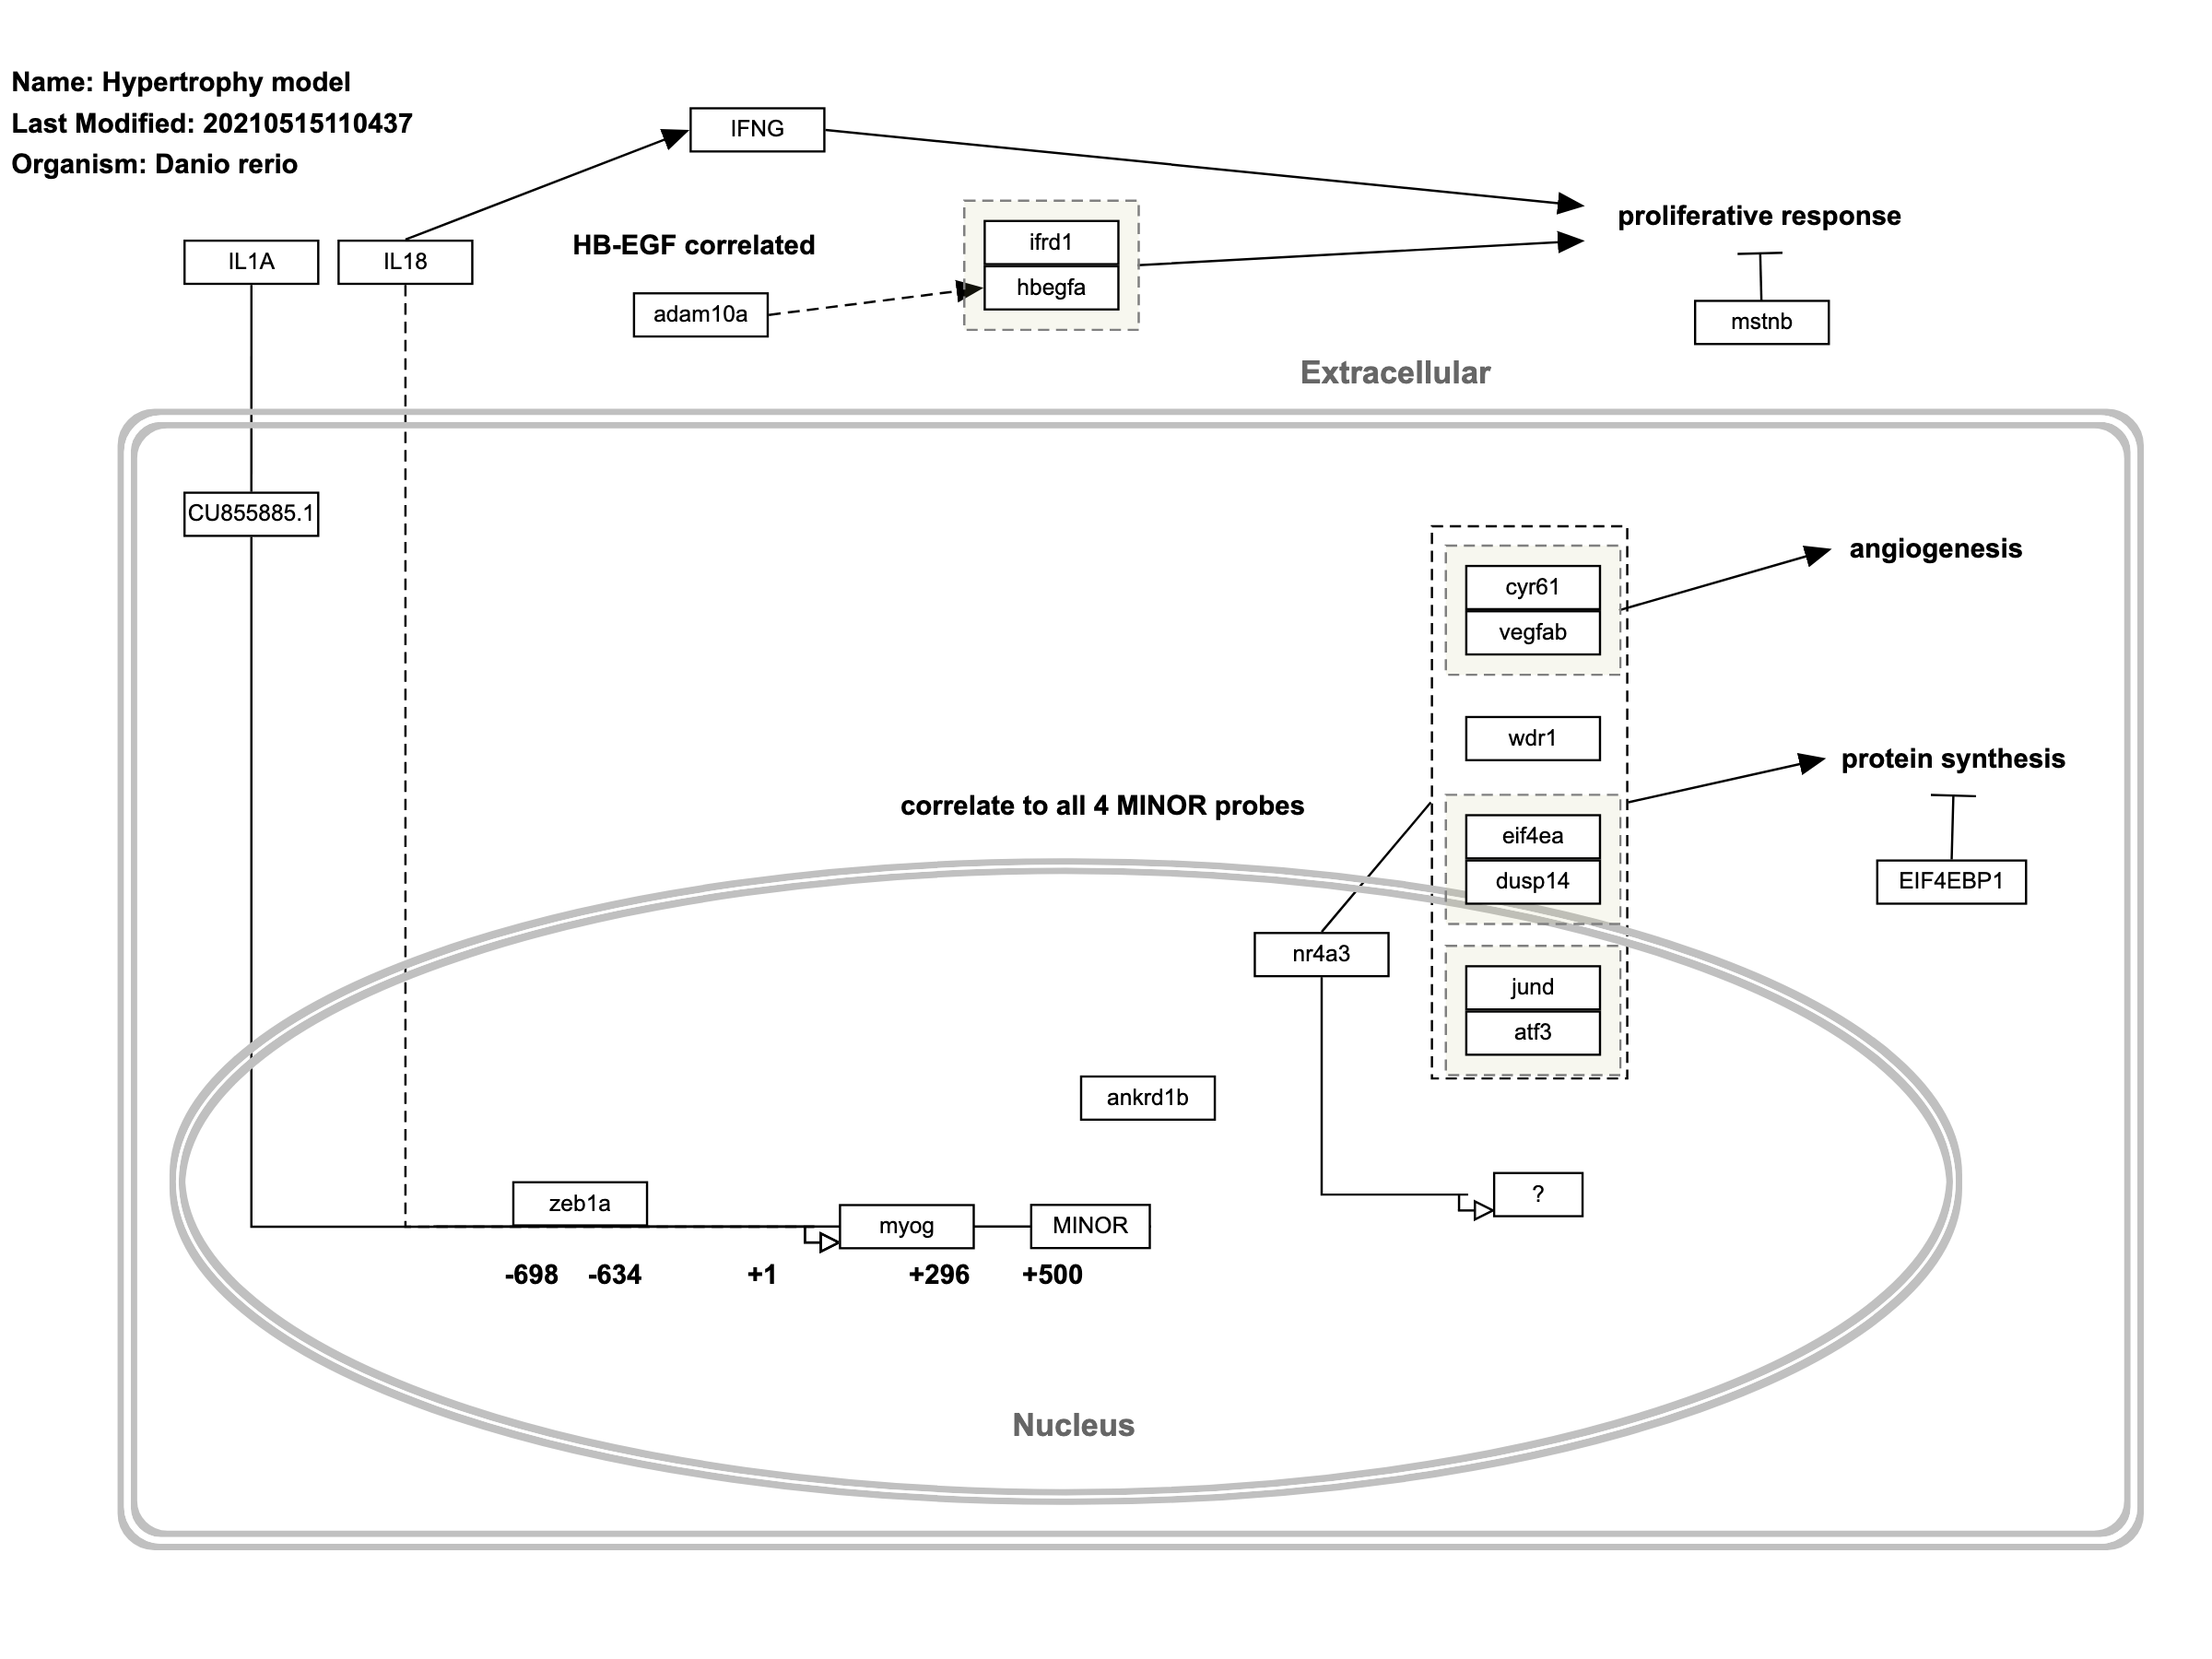 Name: Hypertrophy model
Last Modified: 20210515110437
Organism: Danio rerio
IFNG
proliferative response
IL1A
IL18
HB-EGF correlated
ifrd1
hbegfa
adam10a
mstnb
Extracellular
CU855885.1
angiogenesis
cyr61
vegfab
wdr1
protein synthesis
correlate to all 4 MINOR probes
eif4ea
dusp14
EIF4EBP1
nr4a3
jund
atf3
ankrd1b
zeb1a
myog
MINOR
?
-698
-634
+1
+296
+500
Nucleus